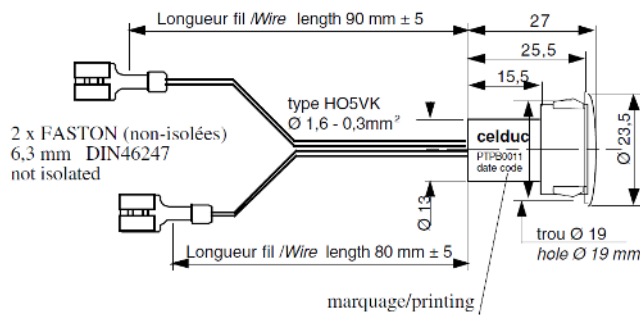 Longueur fil /Wire length 90 mm ± 5
27
25,5
15,5
type HO5VK
Ø 1,6 - 0,3mm²
2 x FASTON (non-isolées)
6,3 mm DIN46247
not isolated
celduc
PTPB0011
date code
Ø 23,5
Ø 13
trou Ø 19
hole Ø 19 mm
Longueur fil /Wire length 80 mm ± 5
marquage/printing